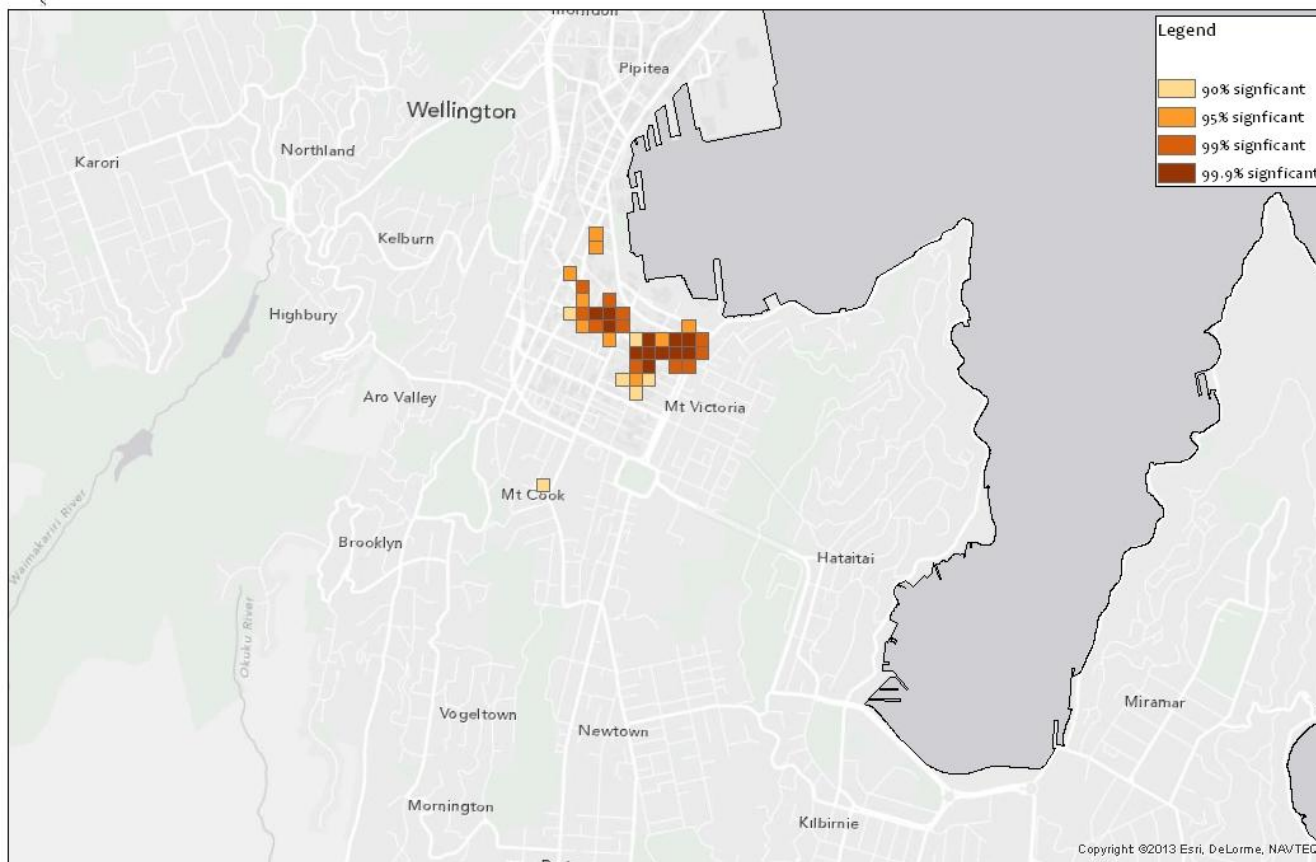 Legend
90% signficant
95% signficant
99% signficant
99.9% signficant
Pipitea
Wellington
Northland
Karori
Kelburn
Highbury
Aro Valley
Mt Victoria
Mt Cook
Brooklyn
Hataitai
Waimakariri River
Okuku River
Vogeltown
Newtown
Miramar
Mornington
Kilbirnie
Copyright ©2013 Esri, DeLorme, NAVTEQ